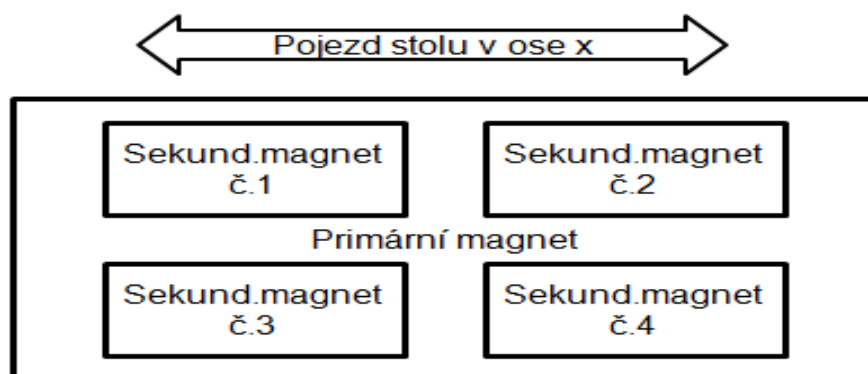 Pojezd stolu v ose x
Sekund.magnet
č.1
Sekund.magnet
č.2
Primární magnet
Sekund.magnet
č.3
Sekund.magnet
č.4